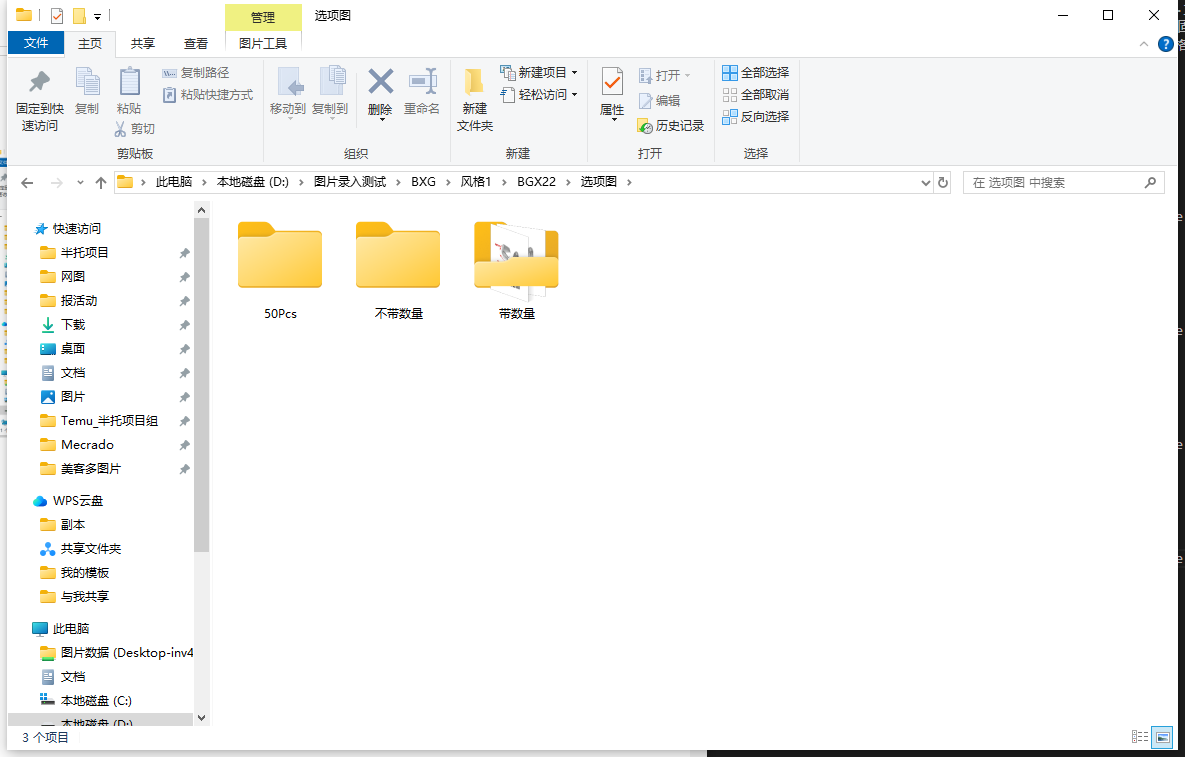 管理
选项图
文件
主页
共享
查看
图片工具
固定到快速访问
复制
粘贴
复制路径
粘贴快捷方式
剪切
移动到
复制到
删除
重命名
新建文件夹
新建项目
轻松访问
属性
打开
编辑
历史记录
全部选择
全部取消
反向选择
剪贴板
组织
新建
打开
选择
此电脑 > 本地磁盘 (D:) > 图片录入测试 > BXG > 风格1 > BGX22 > 选项图 >
在 选项图 中搜索
快速访问
半托项目
网图
报活动
下载
桌面
文档
图片
Temu_半托项目组
Mecrado
美客多图片
WPS云盘
副本
共享文件夹
我的模板
与我共享
此电脑
图片数据 (Desktop-inv4
文档
本地磁盘 (C:)
本地磁盘 (D:)
50Pcs
不带数量
带数量
3 个项目